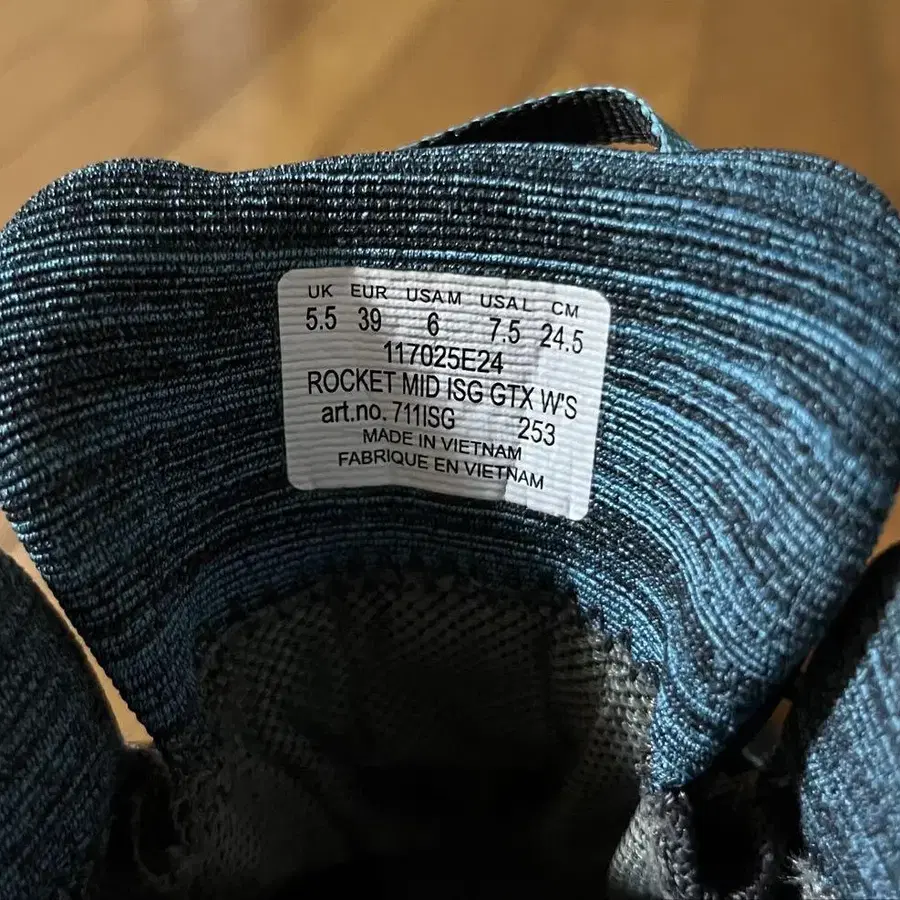 UK EUR USA M USA L CM
5.5 39 6 7.5 24.5
117025E24
ROCKET MID ISG GTX W'S
art.no. 711ISG 253
MADE IN VIETNAM
FABRIQUE EN VIETNAM